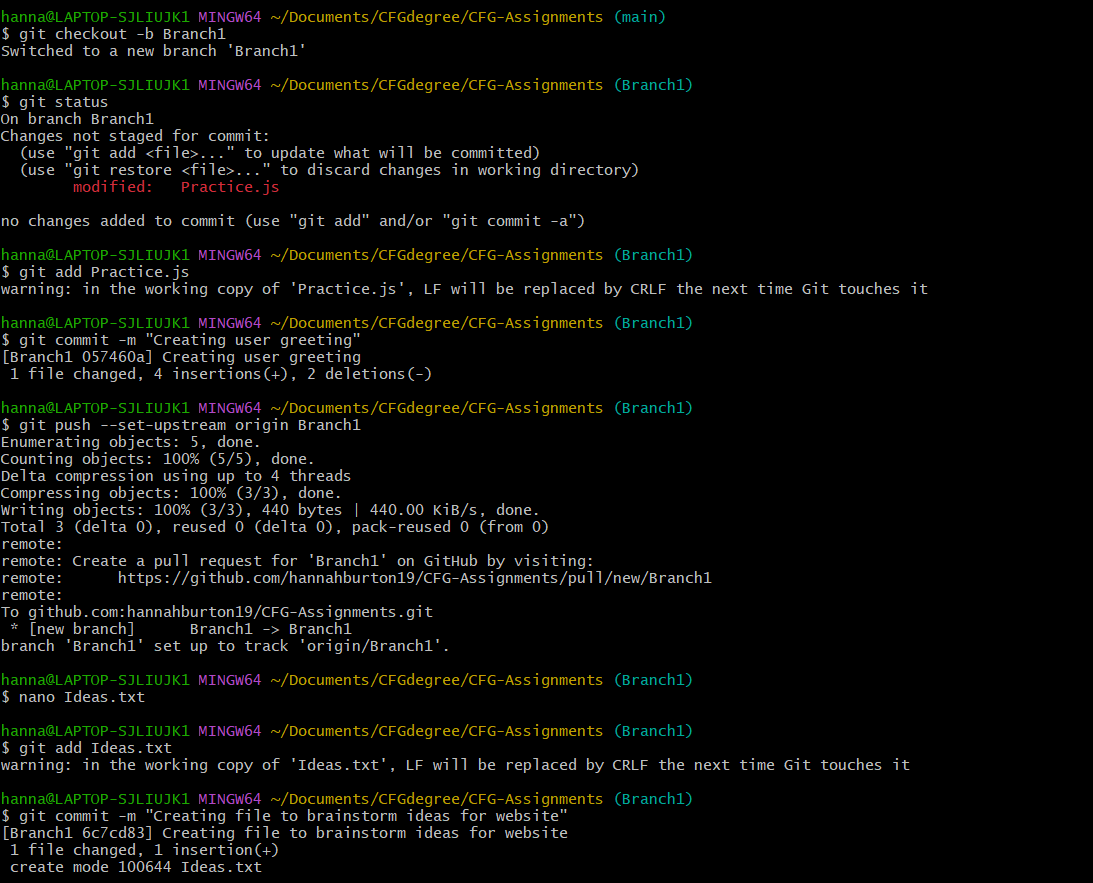 hanna@LAPTOP-SJLIUJK1 MINGW64 ~/Documents/CFGdegree/CFG-Assignments (main)
$ git checkout -b Branch1
Switched to a new branch 'Branch1'

hanna@LAPTOP-SJLIUJK1 MINGW64 ~/Documents/CFGdegree/CFG-Assignments (Branch1)
$ git status
On branch Branch1
Changes not staged for commit:
  (use "git add <file>..." to update what will be committed)
  (use "git restore <file>..." to discard changes in working directory)
        modified:   Practice.js

no changes added to commit (use "git add" and/or "git commit -a")

hanna@LAPTOP-SJLIUJK1 MINGW64 ~/Documents/CFGdegree/CFG-Assignments (Branch1)
$ git add Practice.js
warning: in the working copy of 'Practice.js', LF will be replaced by CRLF the next time Git touches it

hanna@LAPTOP-SJLIUJK1 MINGW64 ~/Documents/CFGdegree/CFG-Assignments (Branch1)
$ git commit -m "Creating user greeting"
[Branch1 057460a] Creating user greeting
 1 file changed, 4 insertions(+), 2 deletions(-)

hanna@LAPTOP-SJLIUJK1 MINGW64 ~/Documents/CFGdegree/CFG-Assignments (Branch1)
$ git push --set-upstream origin Branch1
Enumerating objects: 5, done.
Counting objects: 100% (5/5), done.
Delta compression using up to 4 threads
Compressing objects: 100% (3/3), done.
Writing objects: 100% (3/3), 440 bytes | 440.00 KiB/s, done.
Total 3 (delta 0), reused 0 (delta 0), pack-reused 0 (from 0)
remote:
remote: Create a pull request for 'Branch1' on GitHub by visiting:
remote:      https://github.com/hannahburton19/CFG-Assignments/pull/new/Branch1
remote:
To github.com:hannahburton19/CFG-Assignments.git
 * [new branch]      Branch1 -> Branch1
branch 'Branch1' set up to track 'origin/Branch1'.

hanna@LAPTOP-SJLIUJK1 MINGW64 ~/Documents/CFGdegree/CFG-Assignments (Branch1)
$ nano Ideas.txt

hanna@LAPTOP-SJLIUJK1 MINGW64 ~/Documents/CFGdegree/CFG-Assignments (Branch1)
$ git add Ideas.txt
warning: in the working copy of 'Ideas.txt', LF will be replaced by CRLF the next time Git touches it

hanna@LAPTOP-SJLIUJK1 MINGW64 ~/Documents/CFGdegree/CFG-Assignments (Branch1)
$ git commit -m "Creating file to brainstorm ideas for website"
[Branch1 6c7cd83] Creating file to brainstorm ideas for website
 1 file changed, 1 insertion(+)
 create mode 100644 Ideas.txt